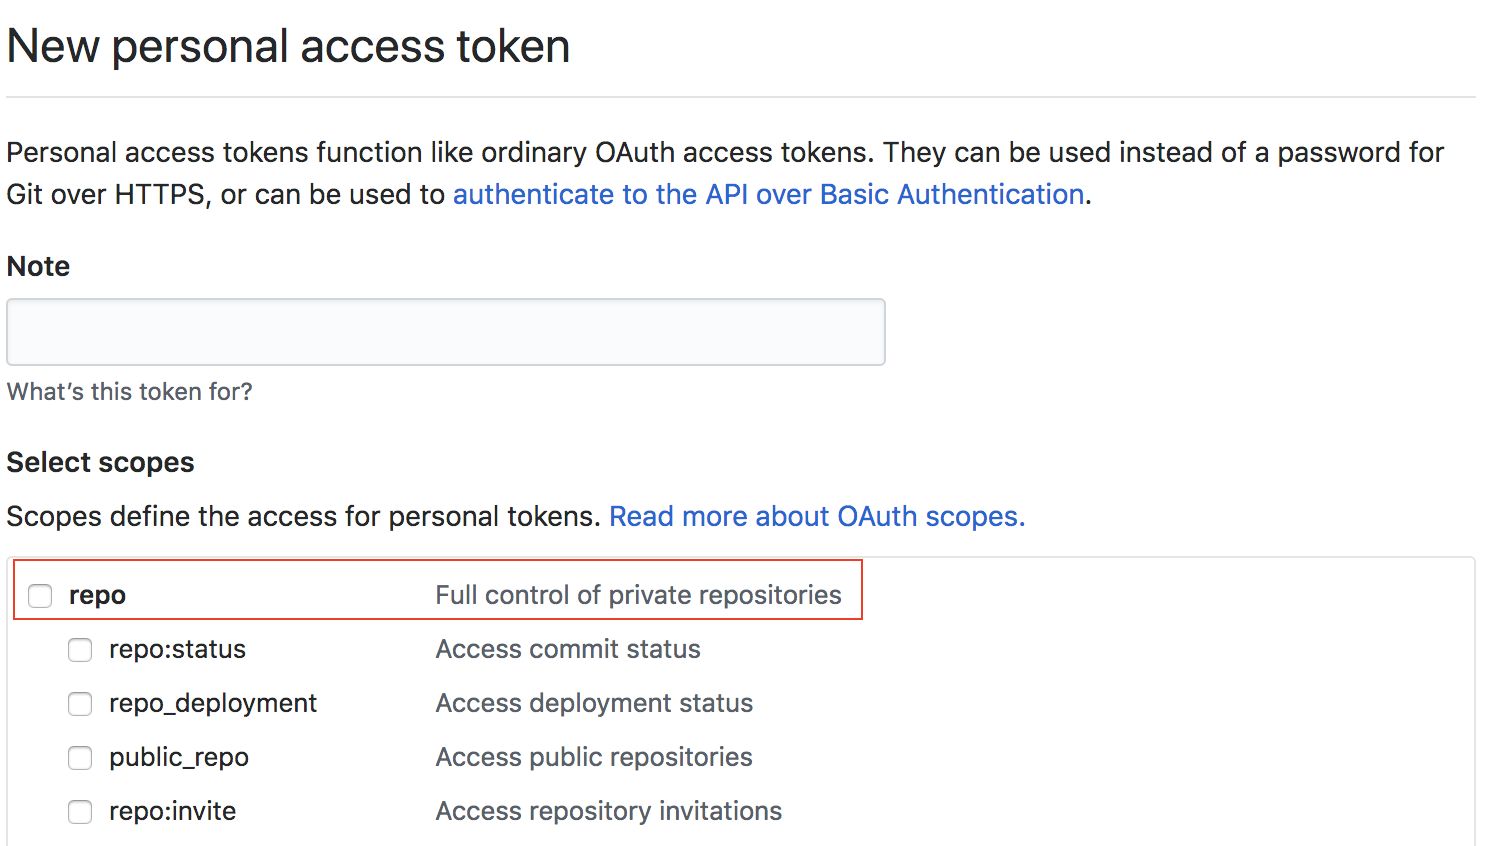 New personal access token
Personal access tokens function like ordinary OAuth access tokens. They can be used instead of a password for
Git over HTTPS, or can be used to authenticate to the API over Basic Authentication.
Note
What's this token for?
Select scopes
Scopes define the access for personal tokens. Read more about OAuth scopes.
repo Full control of private repositories
repo:status Access commit status
repo_deployment Access deployment status
public_repo Access public repositories
repo:invite Access repository invitations